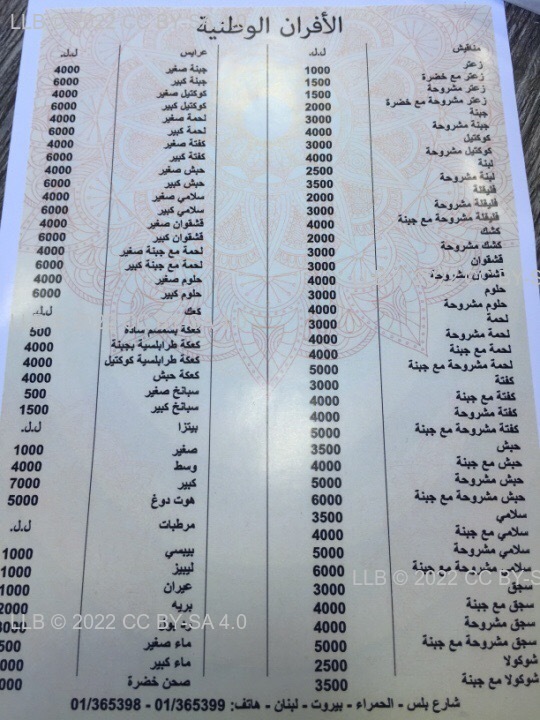 الأفران الوطنية
مناقيش ل.ل.
زعتر 1000
زعتر مع خضرة 1500
زعتر مشروحة 1500
زعتر مشروحة مع خضرة 2000
جبنة 3000
جبنة مشروحة 4000
كوكتيل 3000
كوكتيل مشروحة 4000
لبنة 2500
لبنة مشروحة 3500
فليفلة 2000
فليفلة مشروحة 3000
فليفلة مشروحة مع جبنة 4000
كشك 2000
كشك مشروحة 3000
قشقوان 3000
قشقوان مشروحة 4000
حلوم 3000
حلوم مشروحة 4000
لحمة 3000
لحمة مشروحة 4000
لحمة مع جبنة 4000
لحمة مشروحة مع جبنة 5000
كفتة 3000
كفتة مع جبنة 4000
كفتة مشروحة 4000
كفتة مشروحة مع جبنة 5000
حبش 3500
حبش مع جبنة 4000
حبش مشروحة 5000
حبش مشروحة مع جبنة 6000
سلامي 3500
سلامي مع جبنة 4000
سلامي مشروحة 5000
سلامي مشروحة مع جبنة 6000
سجق 3000
سجق مع جبنة 4000
سجق مشروحة 4000
سجق مشروحة مع جبنة 5000
شوكولا 2500
شوكولا مع جبنة 3500
عرايس ل.ل.
جبنة صغير 4000
جبنة كبير 6000
كوكتيل صغير 4000
كوكتيل كبير 6000
لحمة صغير 4000
لحمة كبير 6000
كفتة صغير 4000
كفتة كبير 6000
حبش صغير 4000
حبش كبير 6000
سلامي صغير 4000
سلامي كبير 6000
قشقوان صغير 4000
قشقوان كبير 6000
لحمة مع جبنة صغير 4000
لحمة مع جبنة كبير 6000
حلوم صغير 4000
حلوم كبير 6000
كعك ل.ل.
كعكة بسمسم سادة 500
كعكة طرابلسية بجبنة 4000
كعكة طرابلسية كوكتيل 4000
كعكة حبش 4000
سبانخ صغير 500
سبانخ كبير 1500
بيتزا ل.ل.
صغير 1000
وسط 4000
كبير 7000
هوت دوغ 5000
مرطبات ل.ل.
بيبسي 1000
ليبيز 1000
عيران 1000
بريه 2000
3000
ماء صغير 500
ماء كبير 000
صحن خضرة 000
شارع بلس - الحمراء - بيروت - لبنان - هاتف: 01/365399 - 01/365398
LLB © 2022 CC BY-SA 4.0
LLB © 2022 CC BY-SA 4.0
LLB © 2022 CC BY-SA 4.0